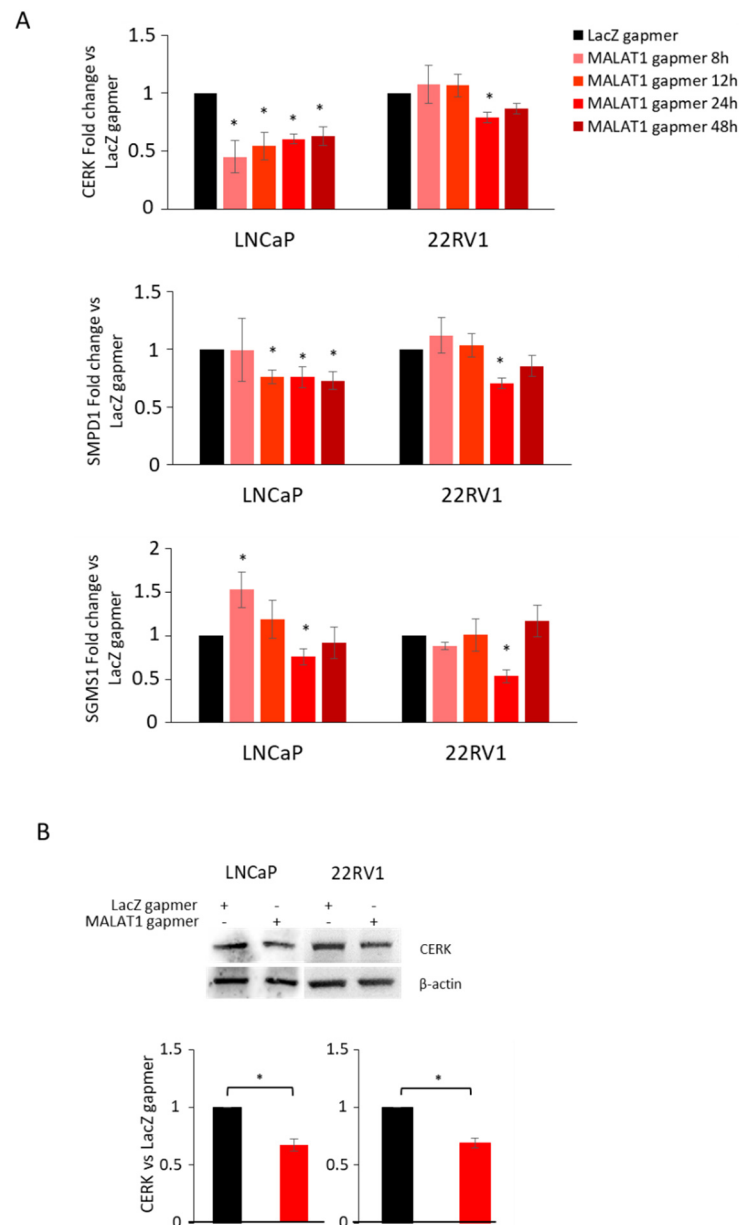 A
LacZ gapmer
MALAT1 gapmer 8h
MALAT1 gapmer 12h
MALAT1 gapmer 24h
MALAT1 gapmer 48h
CERK Fold change vs
LacZ gapmer
1.5
1
0.5
0
* * * *
*
LNCaP 22RV1
SMPD1 Fold change vs
LacZ gapmer
1.5
1
0.5
0
* * *
*
LNCaP 22RV1
SGMS1 Fold change vs
LacZ gapmer
2
1.5
1
0.5
0
* *
*
LNCaP 22RV1
B
LNCaP 22RV1
LacZ gapmer + - + -
MALAT1 gapmer - + - +
CERK
β-actin
CERK vs LacZ gapmer
1.5
1
0.5
0
*
1.5
1
0.5
0
*